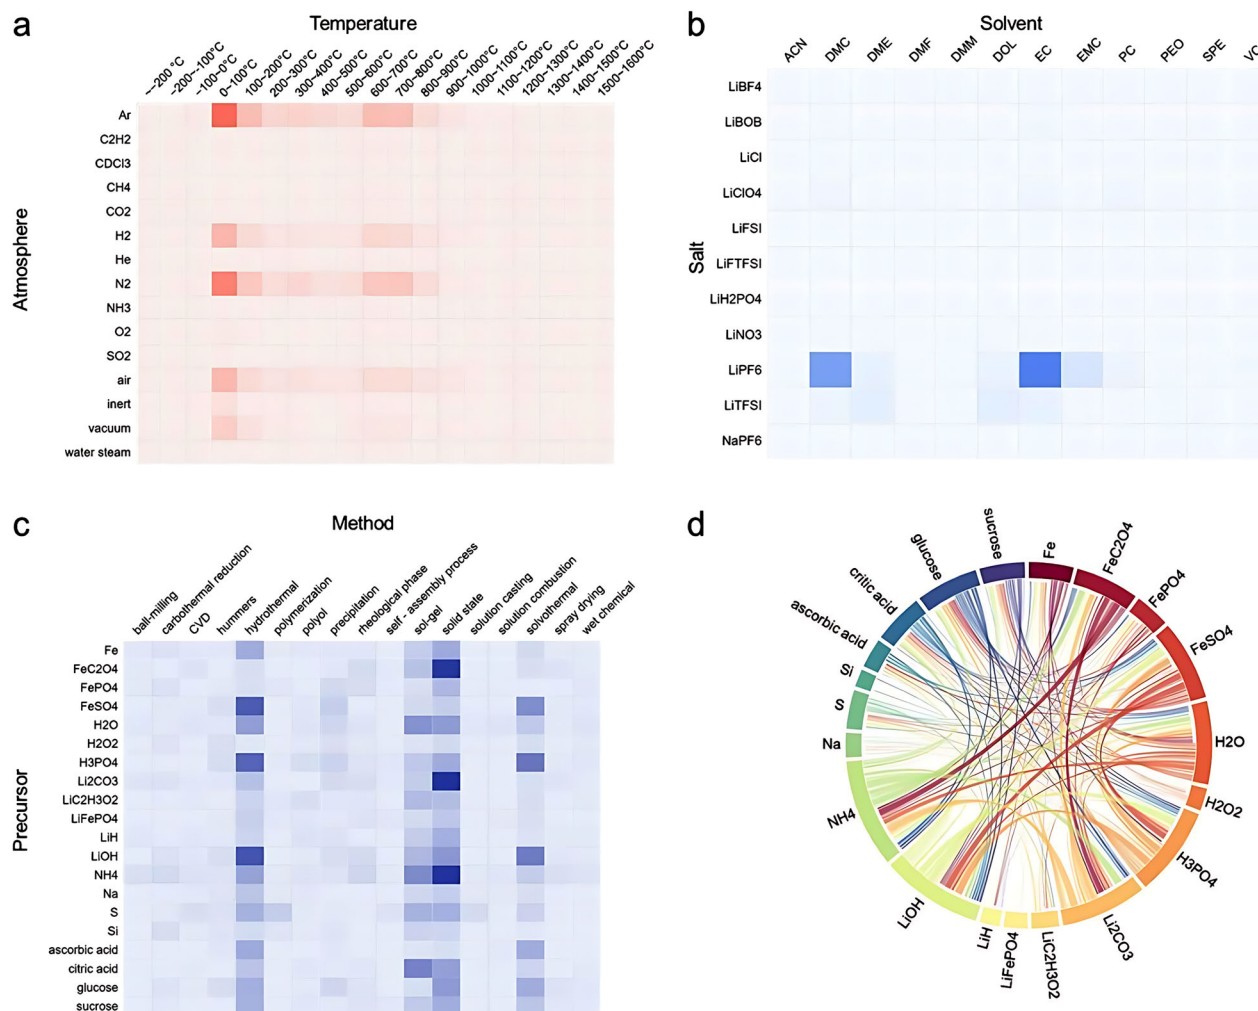 a
Temperature
~-200 °C
-200~-100°C
-100~0°C
0~100°C
100~200°C
200~300°C
300~400°C
400~500°C
500~600°C
600~700°C
700~800°C
800~900°C
900~1000°C
1000~1100°C
1100~1200°C
1200~1300°C
1300~1400°C
1400~1500°C
1500~1600°C
Atmosphere
Ar
C2H2
CDCl3
CH4
CO2
H2
He
N2
NH3
O2
SO2
air
inert
vacuum
water steam
b
Solvent
ACN
DMC
DME
DMF
DMM
DOL
EC
EMC
PC
PEO
SPE
VC
Salt
LiBF4
LiBOB
LiCl
LiClO4
LiFSI
LiFTFSI
LiH2PO4
LiNO3
LiPF6
LiTFSI
NaPF6
c
Method
ball-milling
carbothermal reduction
CVD
hummers
hydrothermal
polymerization
polyol
precipitation
rheological phase
self - assembly process
sol-gel
solid state
solution casting
solution combustion
solvothermal
spray drying
wet chemical
Precursor
Fe
FeC2O4
FePO4
FeSO4
H2O
H2O2
H3PO4
Li2CO3
LiC2H3O2
LiFePO4
LiH
LiOH
NH4
Na
S
Si
ascorbic acid
citric acid
glucose
sucrose
d
Fe
FeC2O4
FePO4
FeSO4
H2O
H2O2
H3PO4
Li2CO3
LiC2H3O2
LiFePO4
LiH
LiOH
NH4
Na
S
Si
ascorbic acid
critic acid
glucose
sucrose